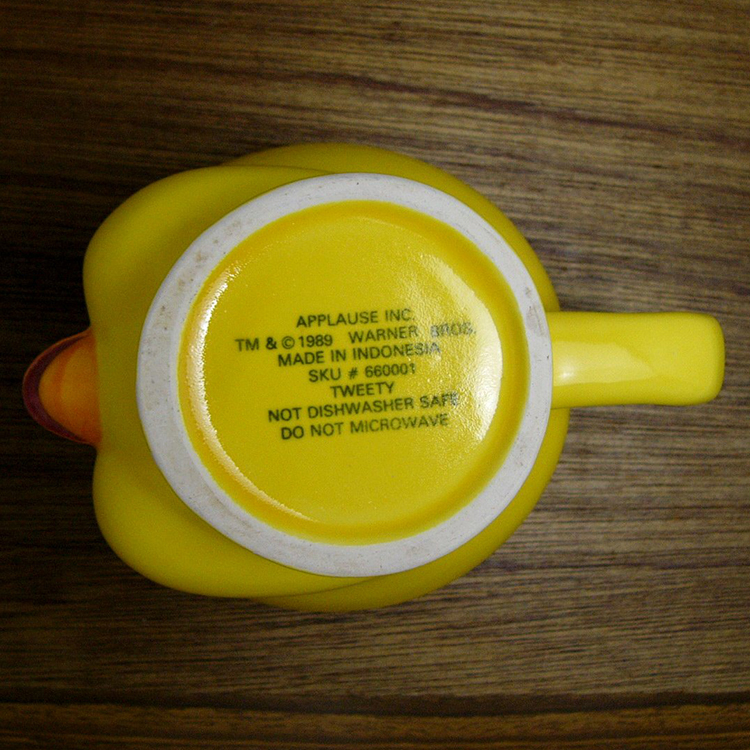 APPLAUSE INC.
TM & © 1989 WARNER BROS.
MADE IN INDONESIA
SKU # 660001
TWEETY
NOT DISHWASHER SAFE
DO NOT MICROWAVE